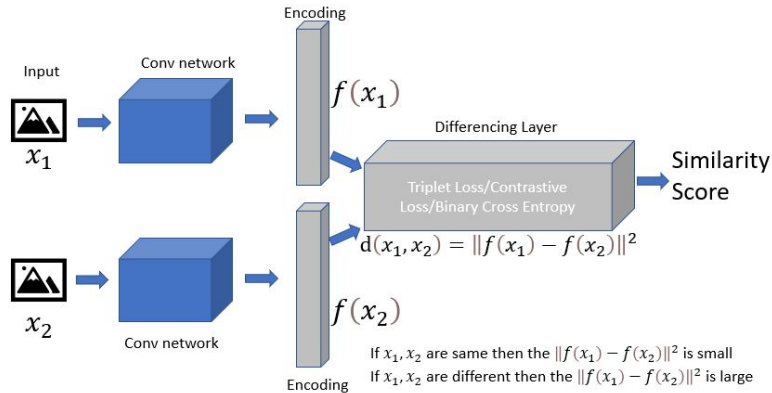 Encoding
Conv network
Input
f(x₁)
x₁
Differencing Layer
Triplet Loss/Contrastive
Loss/Binary Cross Entropy
Similarity
Score
d(x₁, x₂) = ‖f(x₁) − f(x₂)‖²
x₂
Conv network
f(x₂)
Encoding
If x₁, x₂ are same then the ‖f(x₁) − f(x₂)‖² is small
If x₁, x₂ are different then the ‖f(x₁) − f(x₂)‖² is large